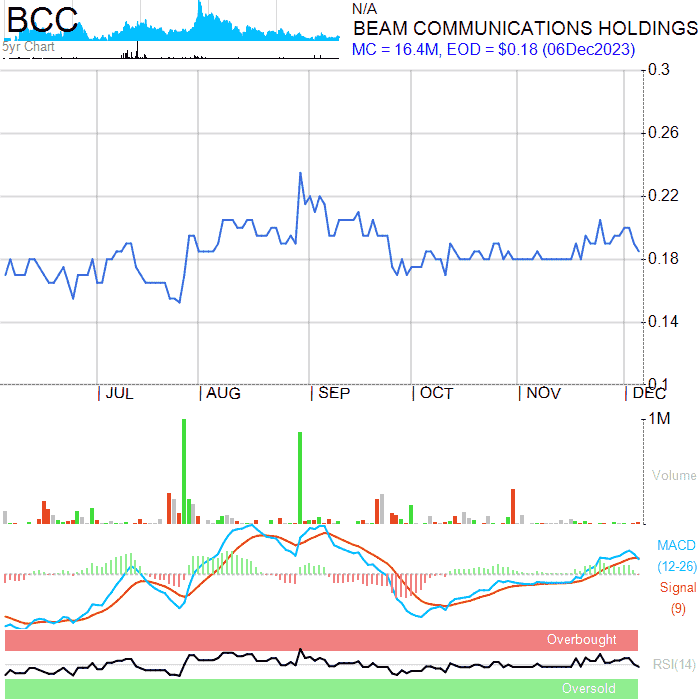 BCC
5yr Chart
N/A
BEAM COMMUNICATIONS HOLDINGS
MC = 16.4M, EOD = $0.18 (06Dec2023)
0.3
0.26
0.22
0.18
0.14
0.1
JUL AUG SEP OCT NOV DEC
1M
Volume
MACD
(12-26)
Signal
(9)
Overbought
RSI(14)
Oversold